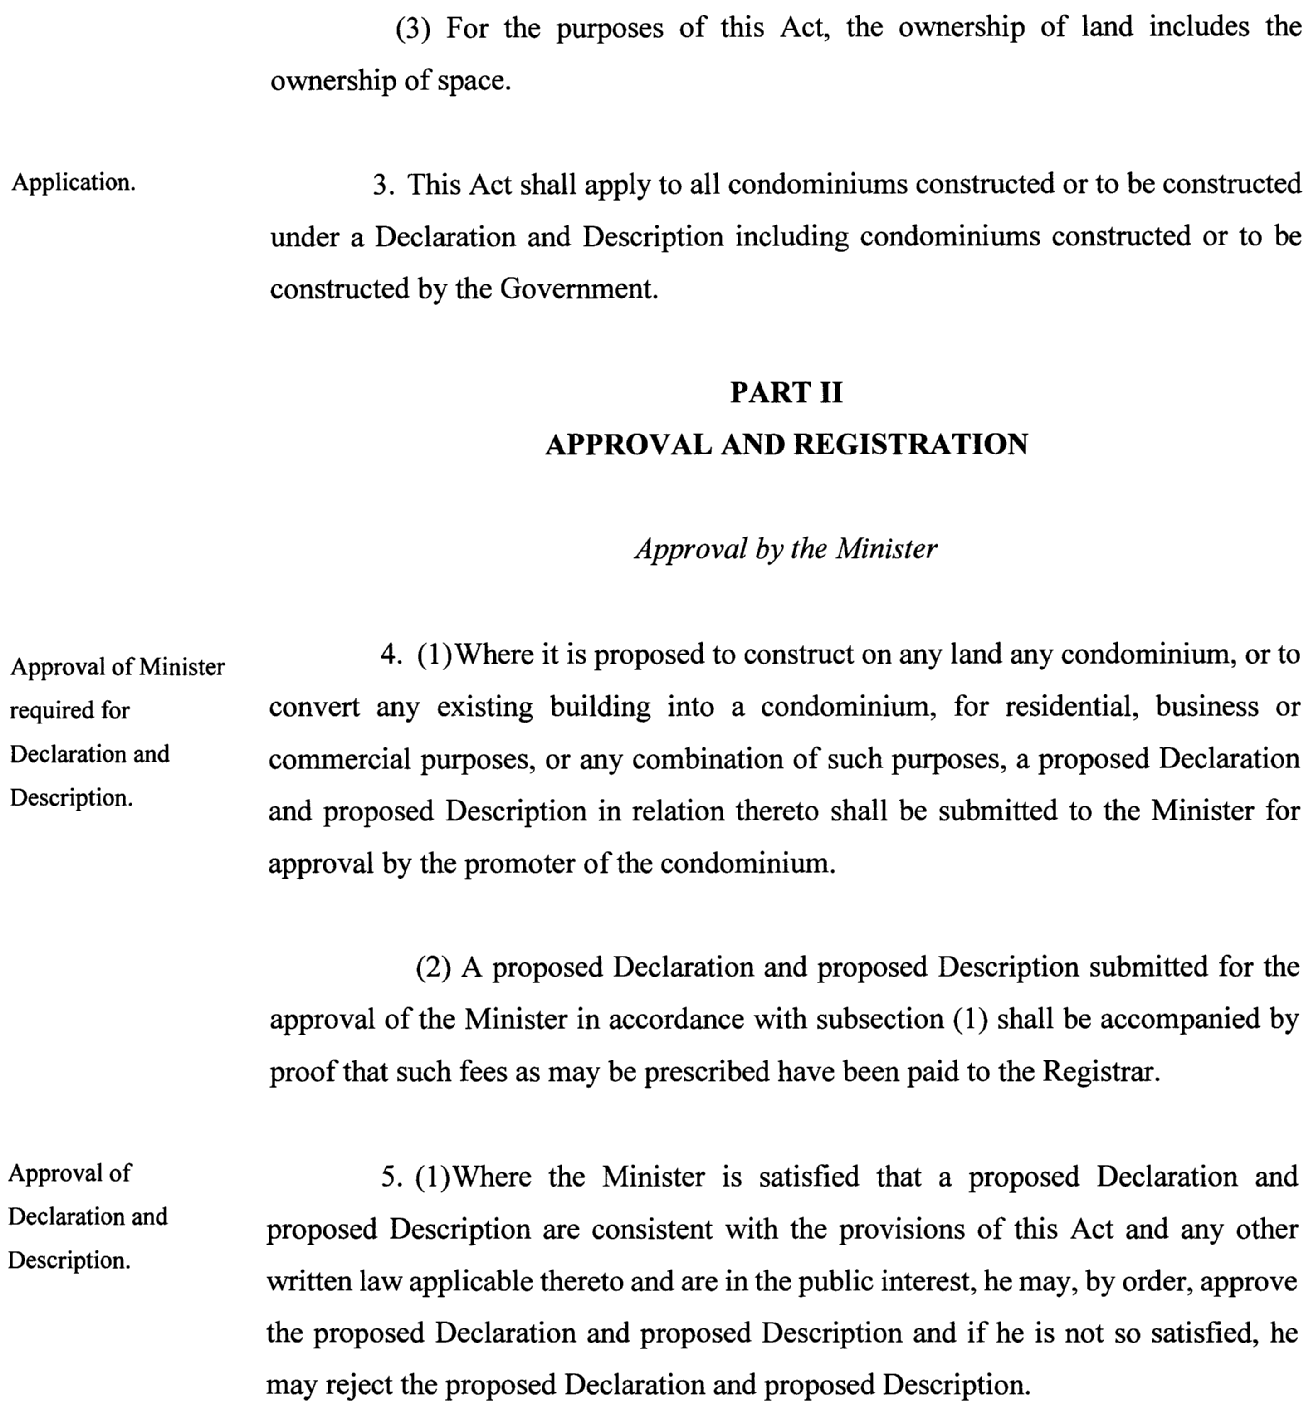 (3) For the purposes of this Act, the ownership of land includes the
ownership of space.
Application.
3. This Act shall apply to all condominiums constructed or to be constructed
under a Declaration and Description including condominiums constructed or to be
constructed by the Government.
PART II
APPROVAL AND REGISTRATION
Approval by the Minister
Approval of Minister
required for
Declaration and
Description.
4. (1)Where it is proposed to construct on any land any condominium, or to
convert any existing building into a condominium, for residential, business or
commercial purposes, or any combination of such purposes, a proposed Declaration
and proposed Description in relation thereto shall be submitted to the Minister for
approval by the promoter of the condominium.
(2) A proposed Declaration and proposed Description submitted for the
approval of the Minister in accordance with subsection (1) shall be accompanied by
proof that such fees as may be prescribed have been paid to the Registrar.
Approval of
Declaration and
Description.
5. (1)Where the Minister is satisfied that a proposed Declaration and
proposed Description are consistent with the provisions of this Act and any other
written law applicable thereto and are in the public interest, he may, by order, approve
the proposed Declaration and proposed Description and if he is not so satisfied, he
may reject the proposed Declaration and proposed Description.